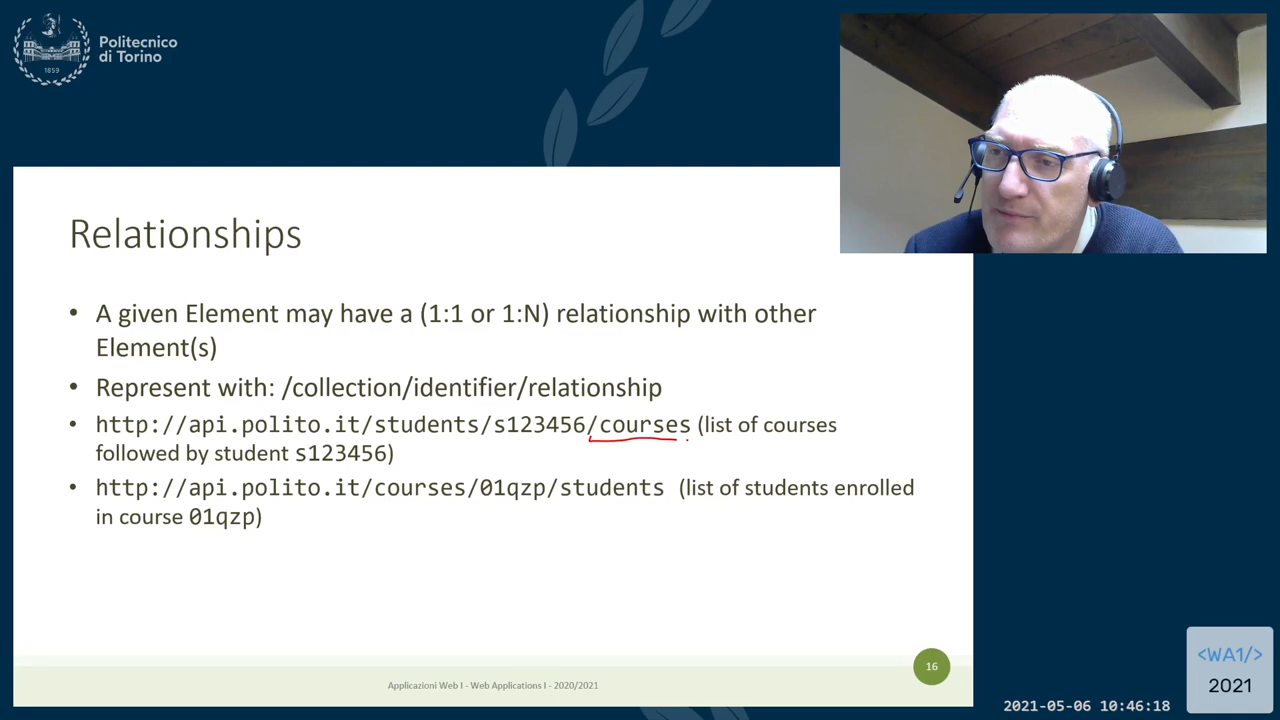 Politecnico
di Torino
1859
Relationships
• A given Element may have a (1:1 or 1:N) relationship with other
Element(s)
• Represent with: /collection/identifier/relationship
• http://api.polito.it/students/s123456/courses (list of courses
followed by student s123456)
• http://api.polito.it/courses/01qzp/students (list of students enrolled
in course 01qzp)
Applicazioni Web I - Web Applications I - 2020/2021
16
<WA1/>
2021
2021-05-06 10:46:18